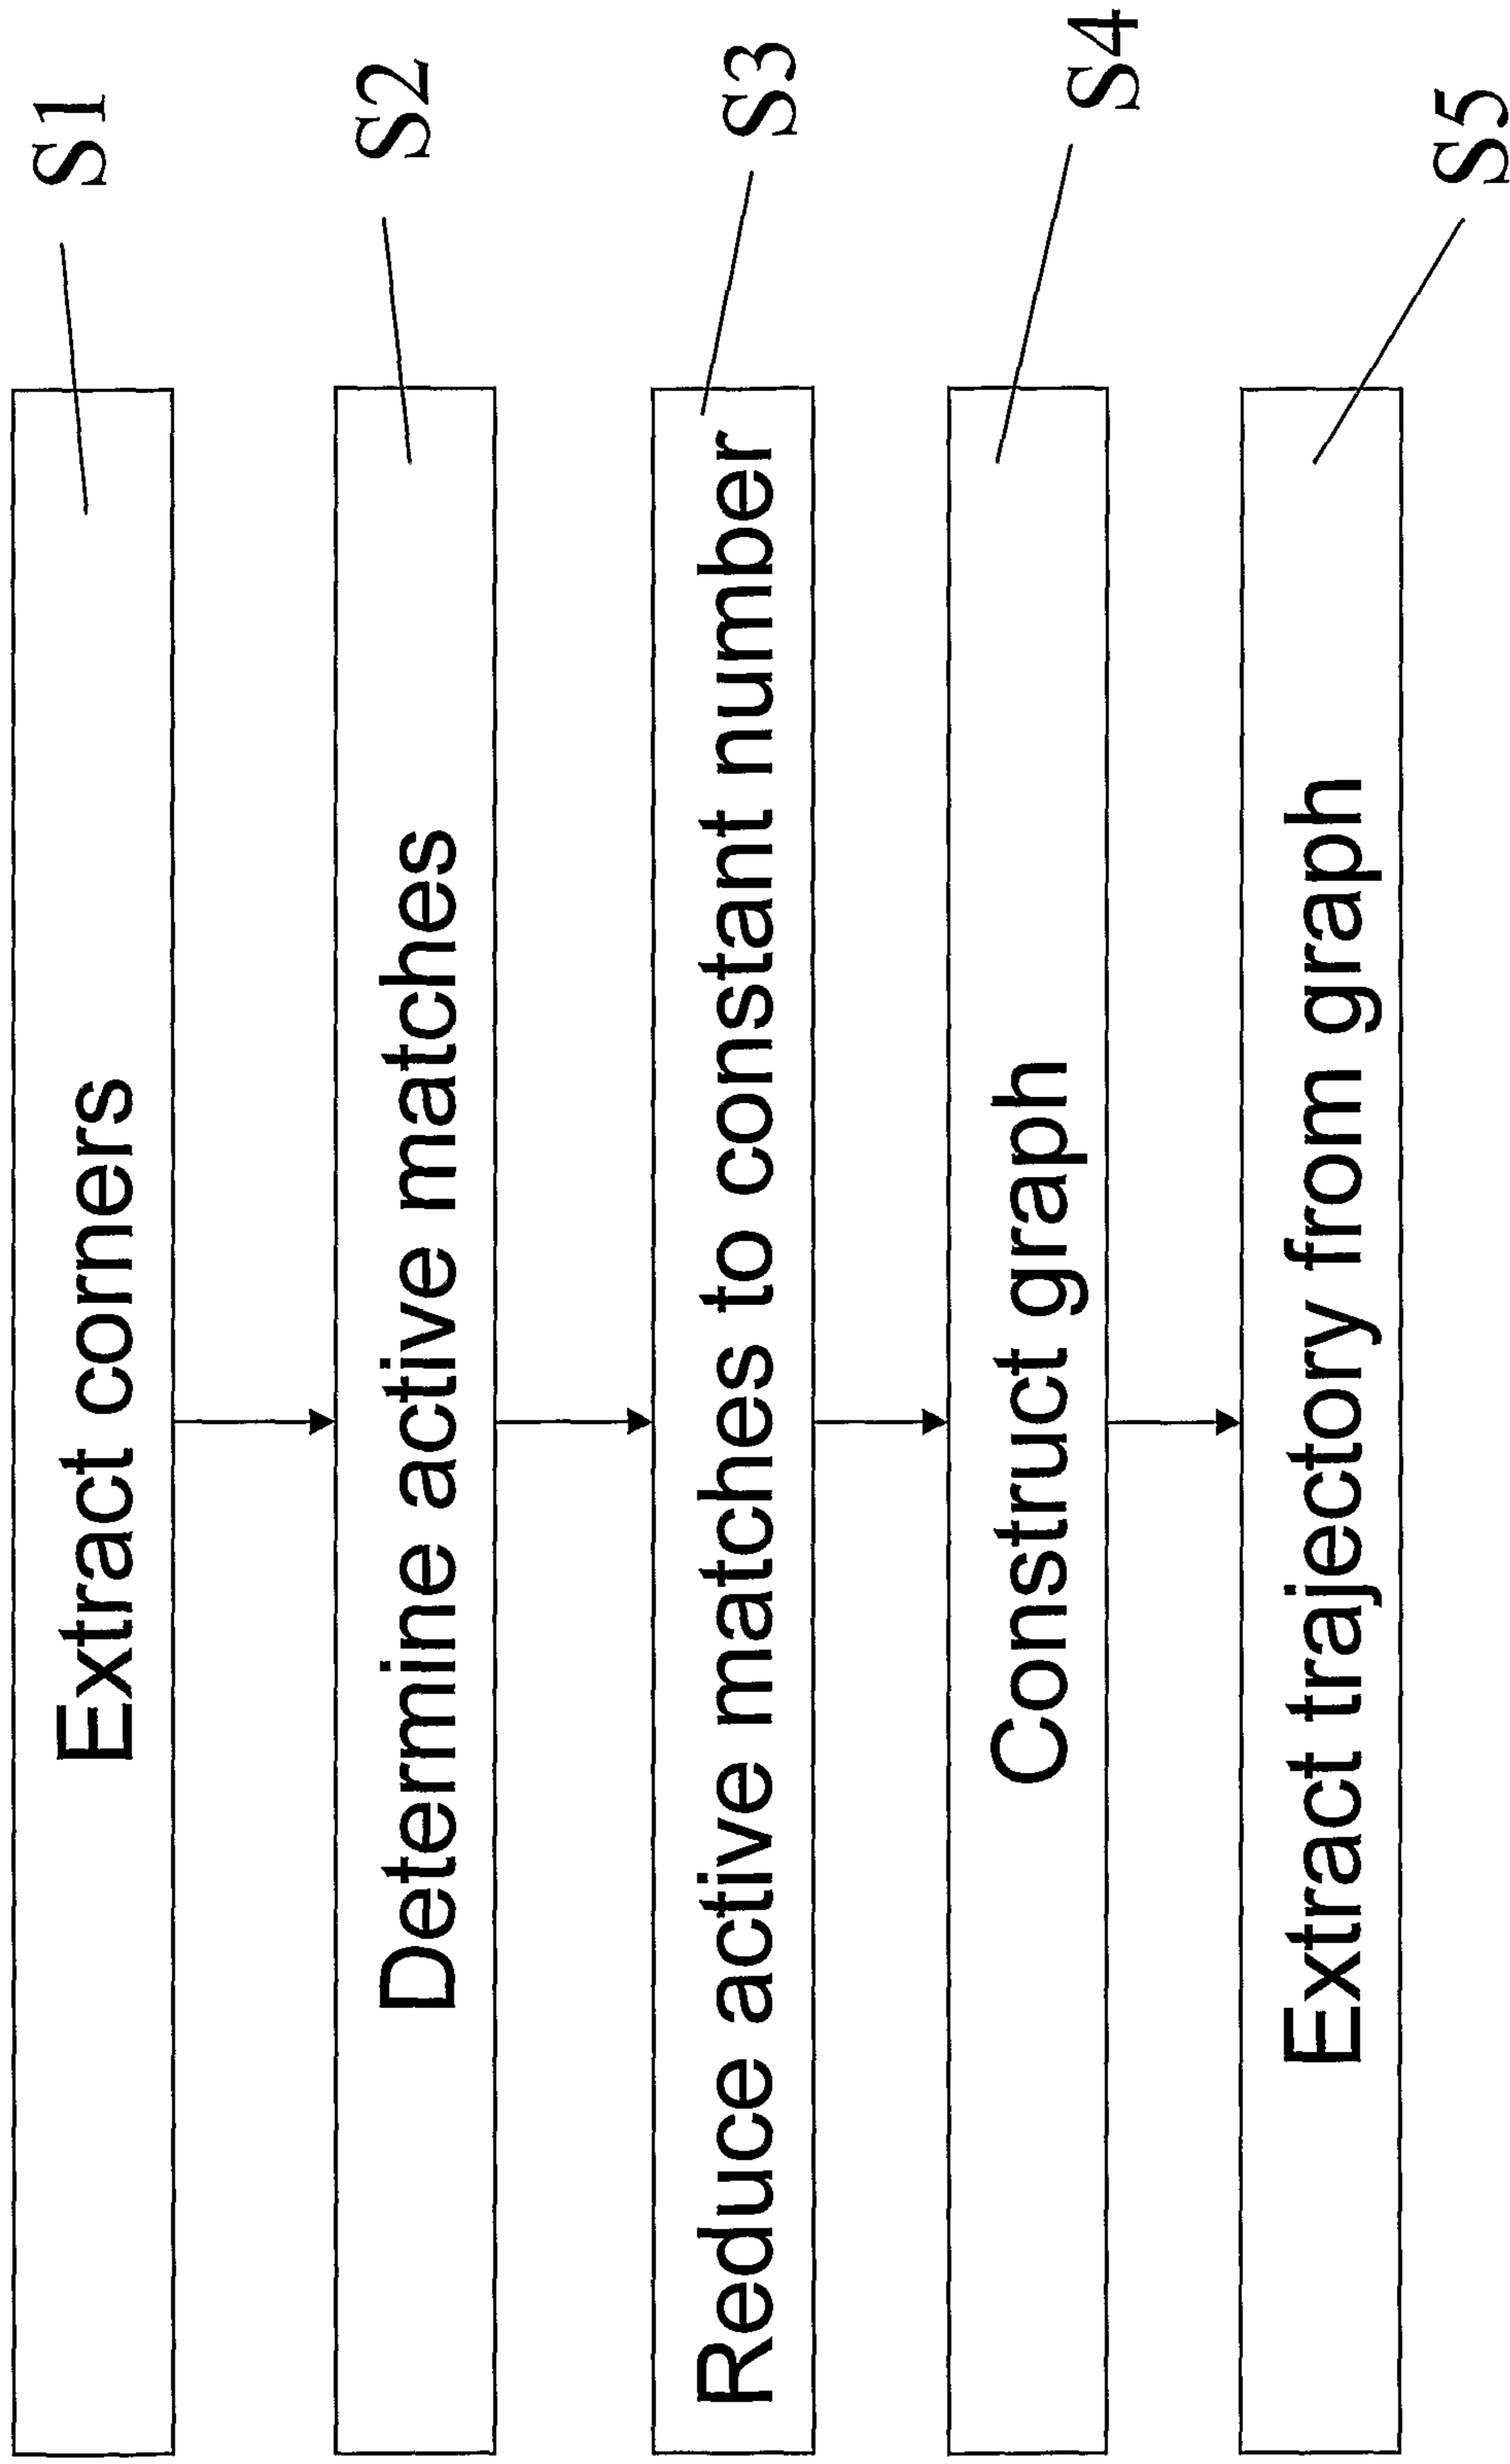 Extract corners
S1
Determine active matches
S2
Reduce active matches to constant number
S3
Construct graph
S4
Extract trajectory from graph
S5